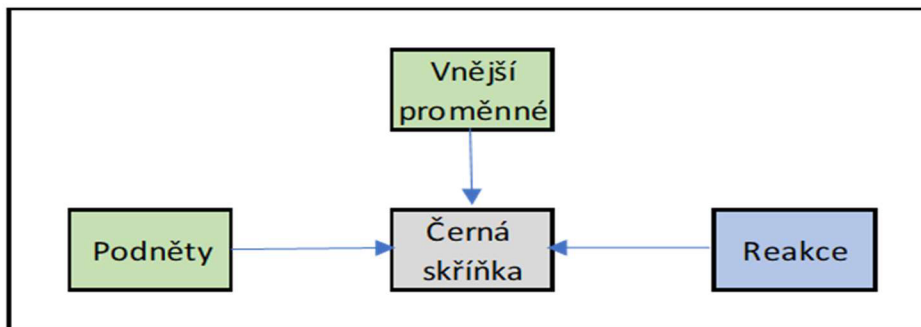 Vnější
proměnné
Podněty
Černá
skříňka
Reakce